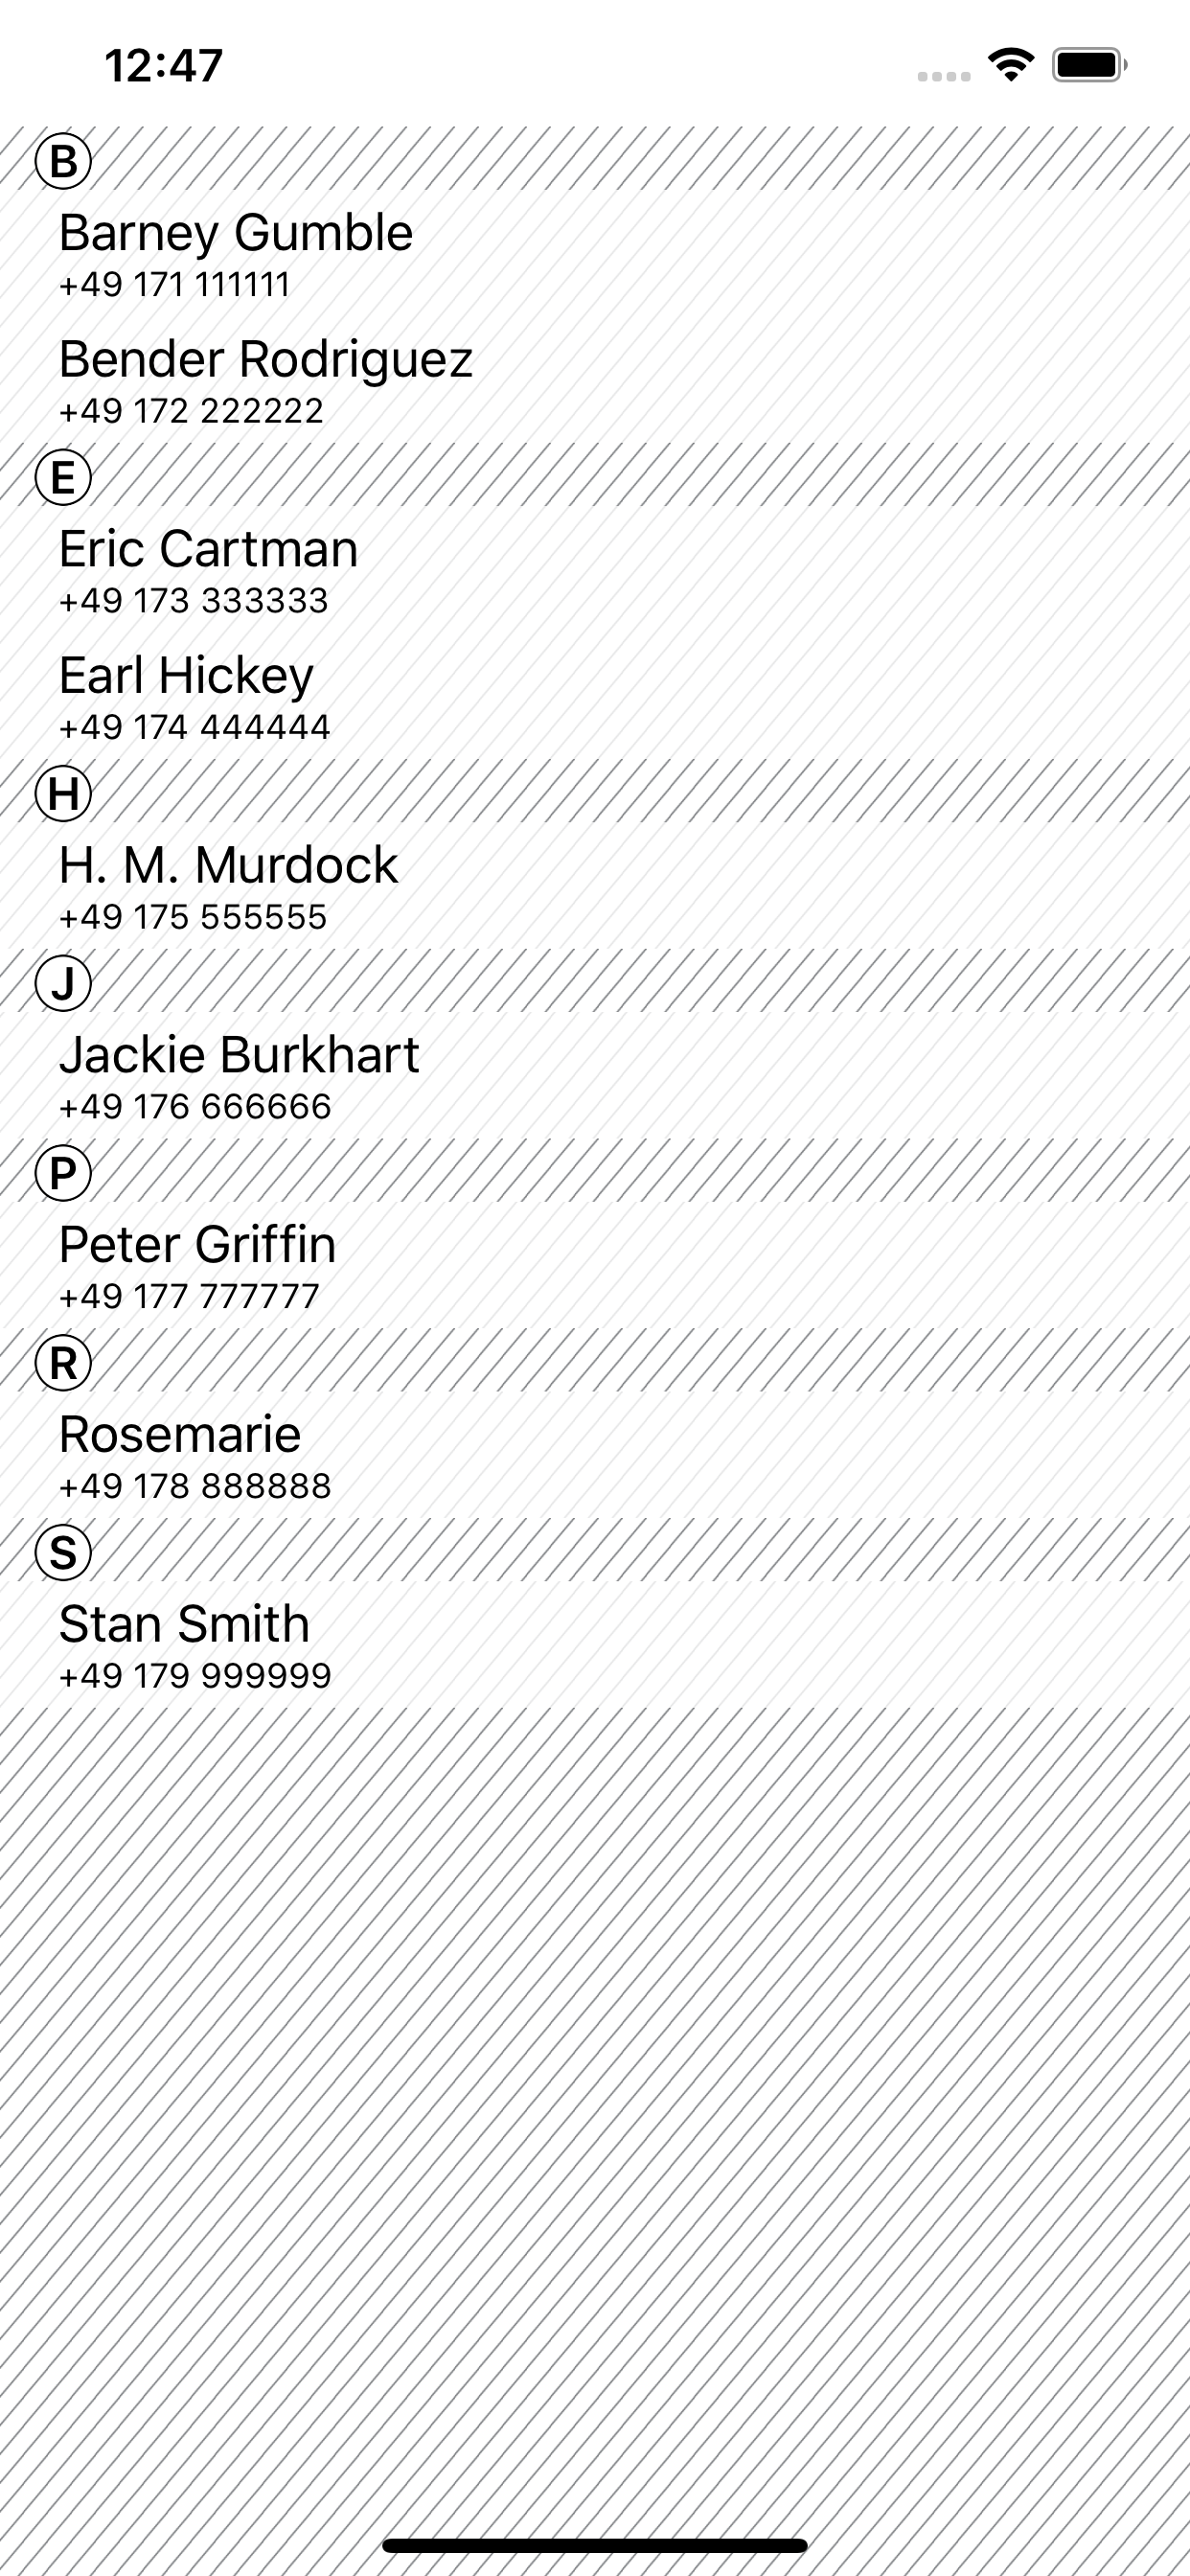 12:47
B
Barney Gumble
+49 171 111111
Bender Rodriguez
+49 172 222222
E
Eric Cartman
+49 173 333333
Earl Hickey
+49 174 444444
H
H. M. Murdock
+49 175 555555
J
Jackie Burkhart
+49 176 666666
P
Peter Griffin
+49 177 777777
R
Rosemarie
+49 178 888888
S
Stan Smith
+49 179 999999